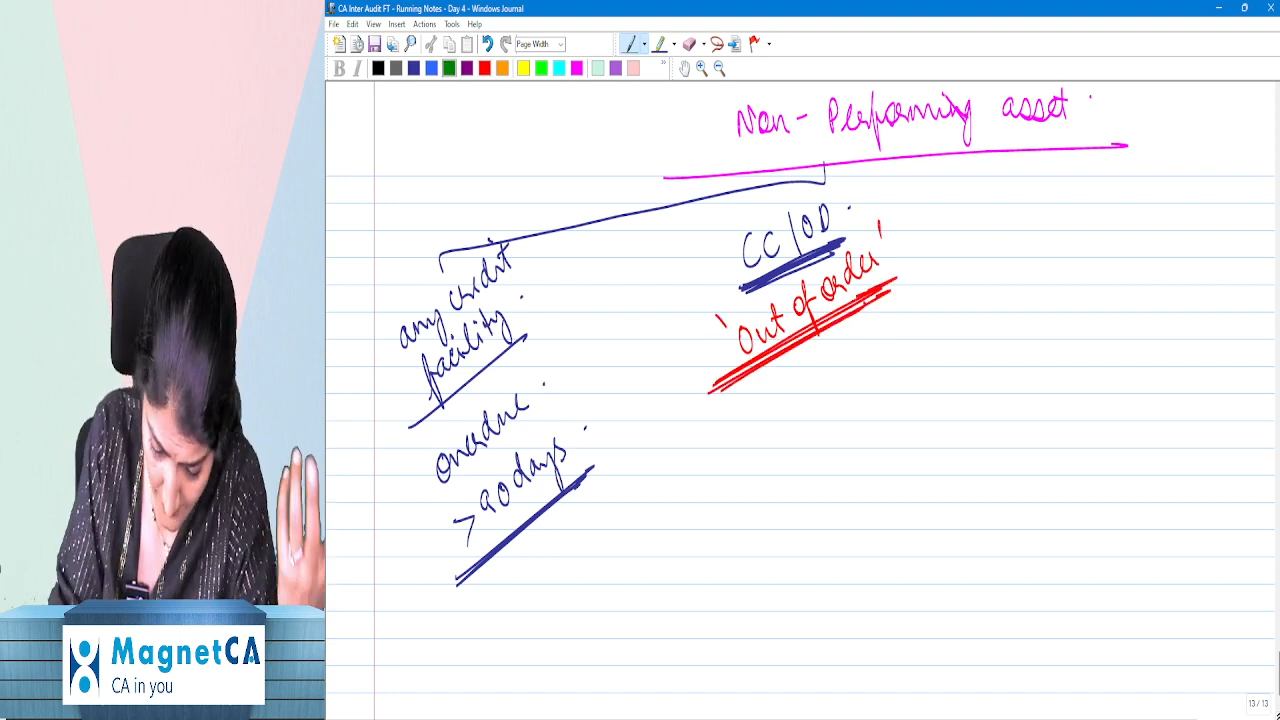 CA Inter Audit FT - Running Notes - Day 4 - Windows Journal
File Edit View Insert Actions Tools Help
Page Width
B I
Non - Performing asset.
any credit
facility.
overdue.
> 90 days.
CC/OD.
'out of order'
MagnetCA
CA in you
13 / 13